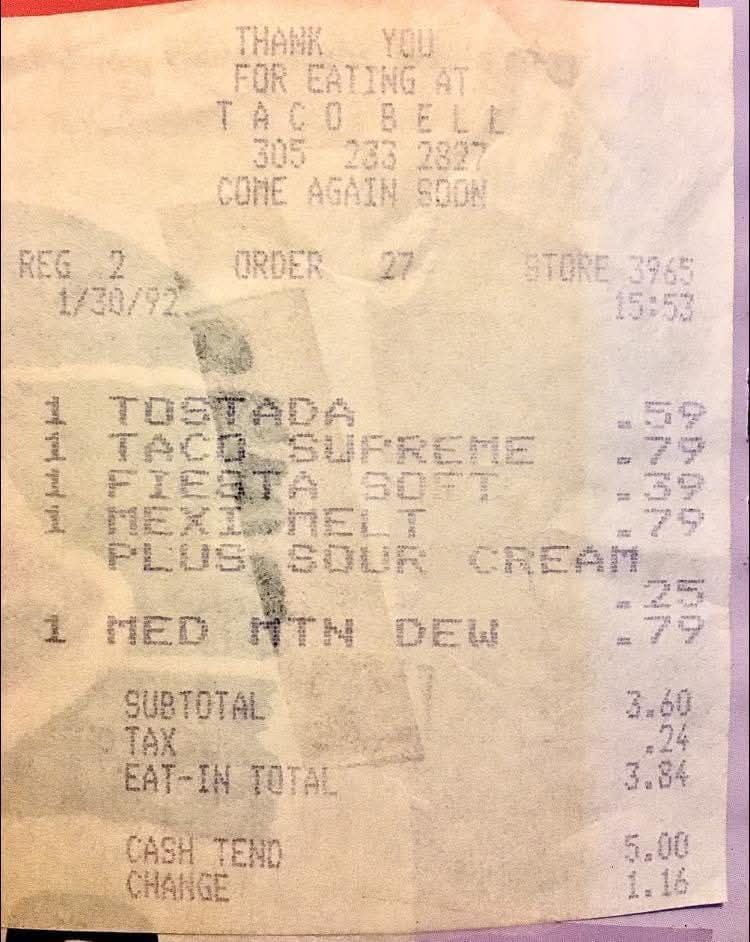 THANK YOU
FOR EATING AT
TACO BELL
305 233 2827
COME AGAIN SOON
REG 2 ORDER 27 STORE 3965
1/30/92 15:53
1 TOSTADA .59
1 TACO SUPREME .79
1 FIESTA SOFT .39
1 MEXI MELT .79
PLUS SOUR CREAM
.25
1 MED MTN DEW .79
SUBTOTAL 3.60
TAX .24
EAT-IN TOTAL 3.84
CASH TEND 5.00
CHANGE 1.16